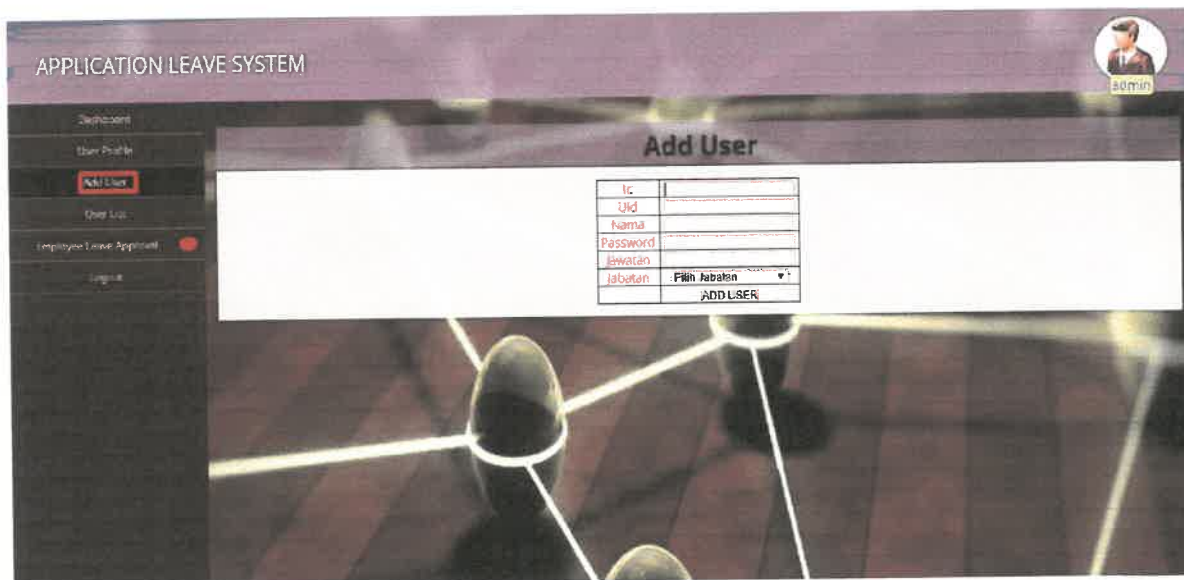 APPLICATION LEAVE SYSTEM
admin
Dashboard
User Profile
Add User
User List
Employee Leave Approval
Logout
Add User
Ic
Uid
Nama
Password
Jawatan
Jabatan Pilih Jabatan
ADD USER